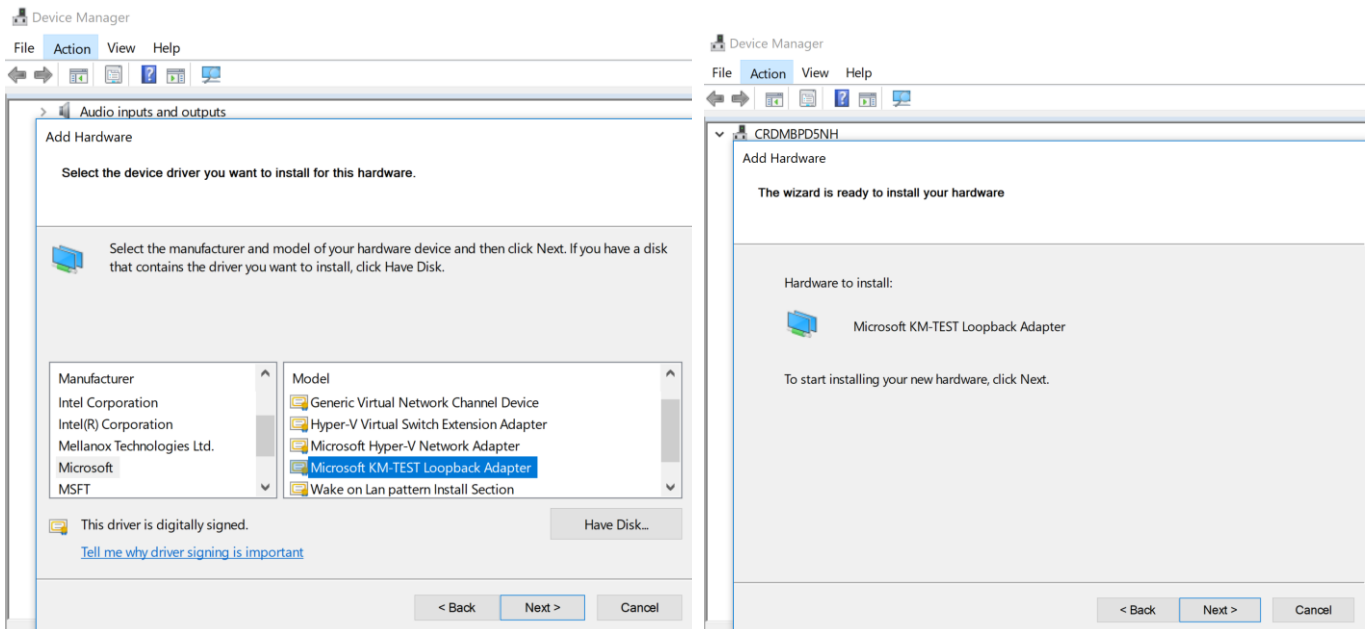 Device Manager
File Action View Help
Audio inputs and outputs
Add Hardware
Select the device driver you want to install for this hardware.
Select the manufacturer and model of your hardware device and then click Next. If you have a disk
that contains the driver you want to install, click Have Disk.
Manufacturer
Intel Corporation
Intel(R) Corporation
Mellanox Technologies Ltd.
Microsoft
MSFT
Model
Generic Virtual Network Channel Device
Hyper-V Virtual Switch Extension Adapter
Microsoft Hyper-V Network Adapter
Microsoft KM-TEST Loopback Adapter
Wake on Lan pattern Install Section
This driver is digitally signed.
Have Disk...
Tell me why driver signing is important
< Back Next > Cancel
Device Manager
File Action View Help
CRDMBPD5NH
Add Hardware
The wizard is ready to install your hardware
Hardware to install:
Microsoft KM-TEST Loopback Adapter
To start installing your new hardware, click Next.
< Back Next > Cancel